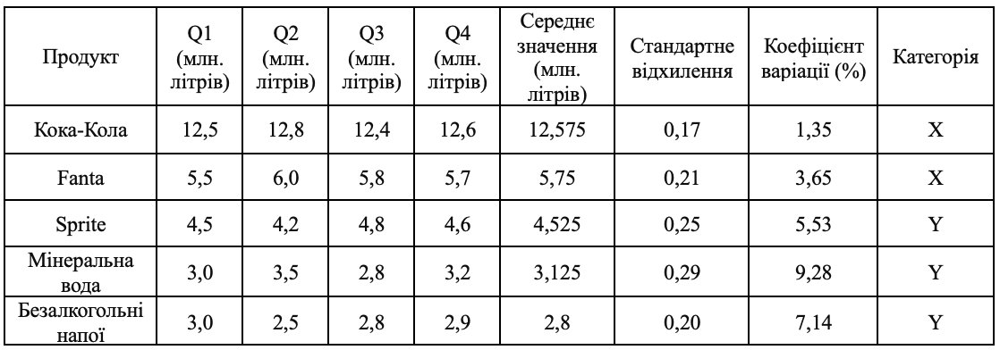 Продукт Q1 (млн. літрів) Q2 (млн. літрів) Q3 (млн. літрів) Q4 (млн. літрів) Середнє значення (млн. літрів) Стандартне відхилення Коефіцієнт варіації (%) Категорія
Кока-Кола 12,5 12,8 12,4 12,6 12,575 0,17 1,35 X
Fanta 5,5 6,0 5,8 5,7 5,75 0,21 3,65 X
Sprite 4,5 4,2 4,8 4,6 4,525 0,25 5,53 Y
Мінеральна вода 3,0 3,5 2,8 3,2 3,125 0,29 9,28 Y
Безалкогольні напої 3,0 2,5 2,8 2,9 2,8 0,20 7,14 Y